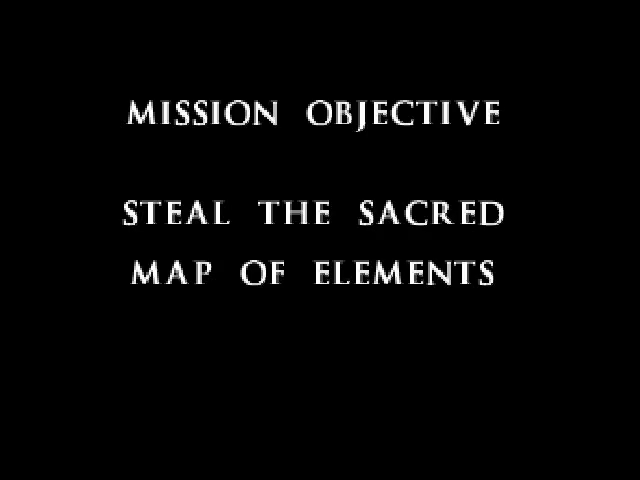 MISSION OBJECTIVE
STEAL THE SACRED
MAP OF ELEMENTS